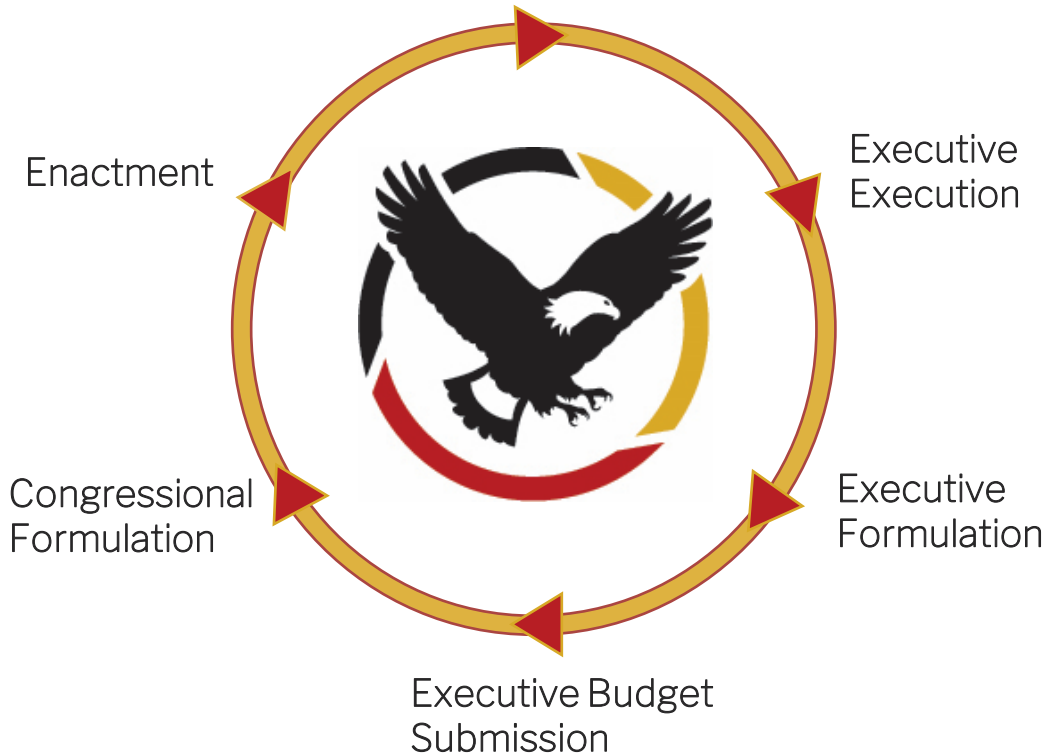 Enactment
Executive
Execution
Executive
Formulation
Executive Budget
Submission
Congressional
Formulation